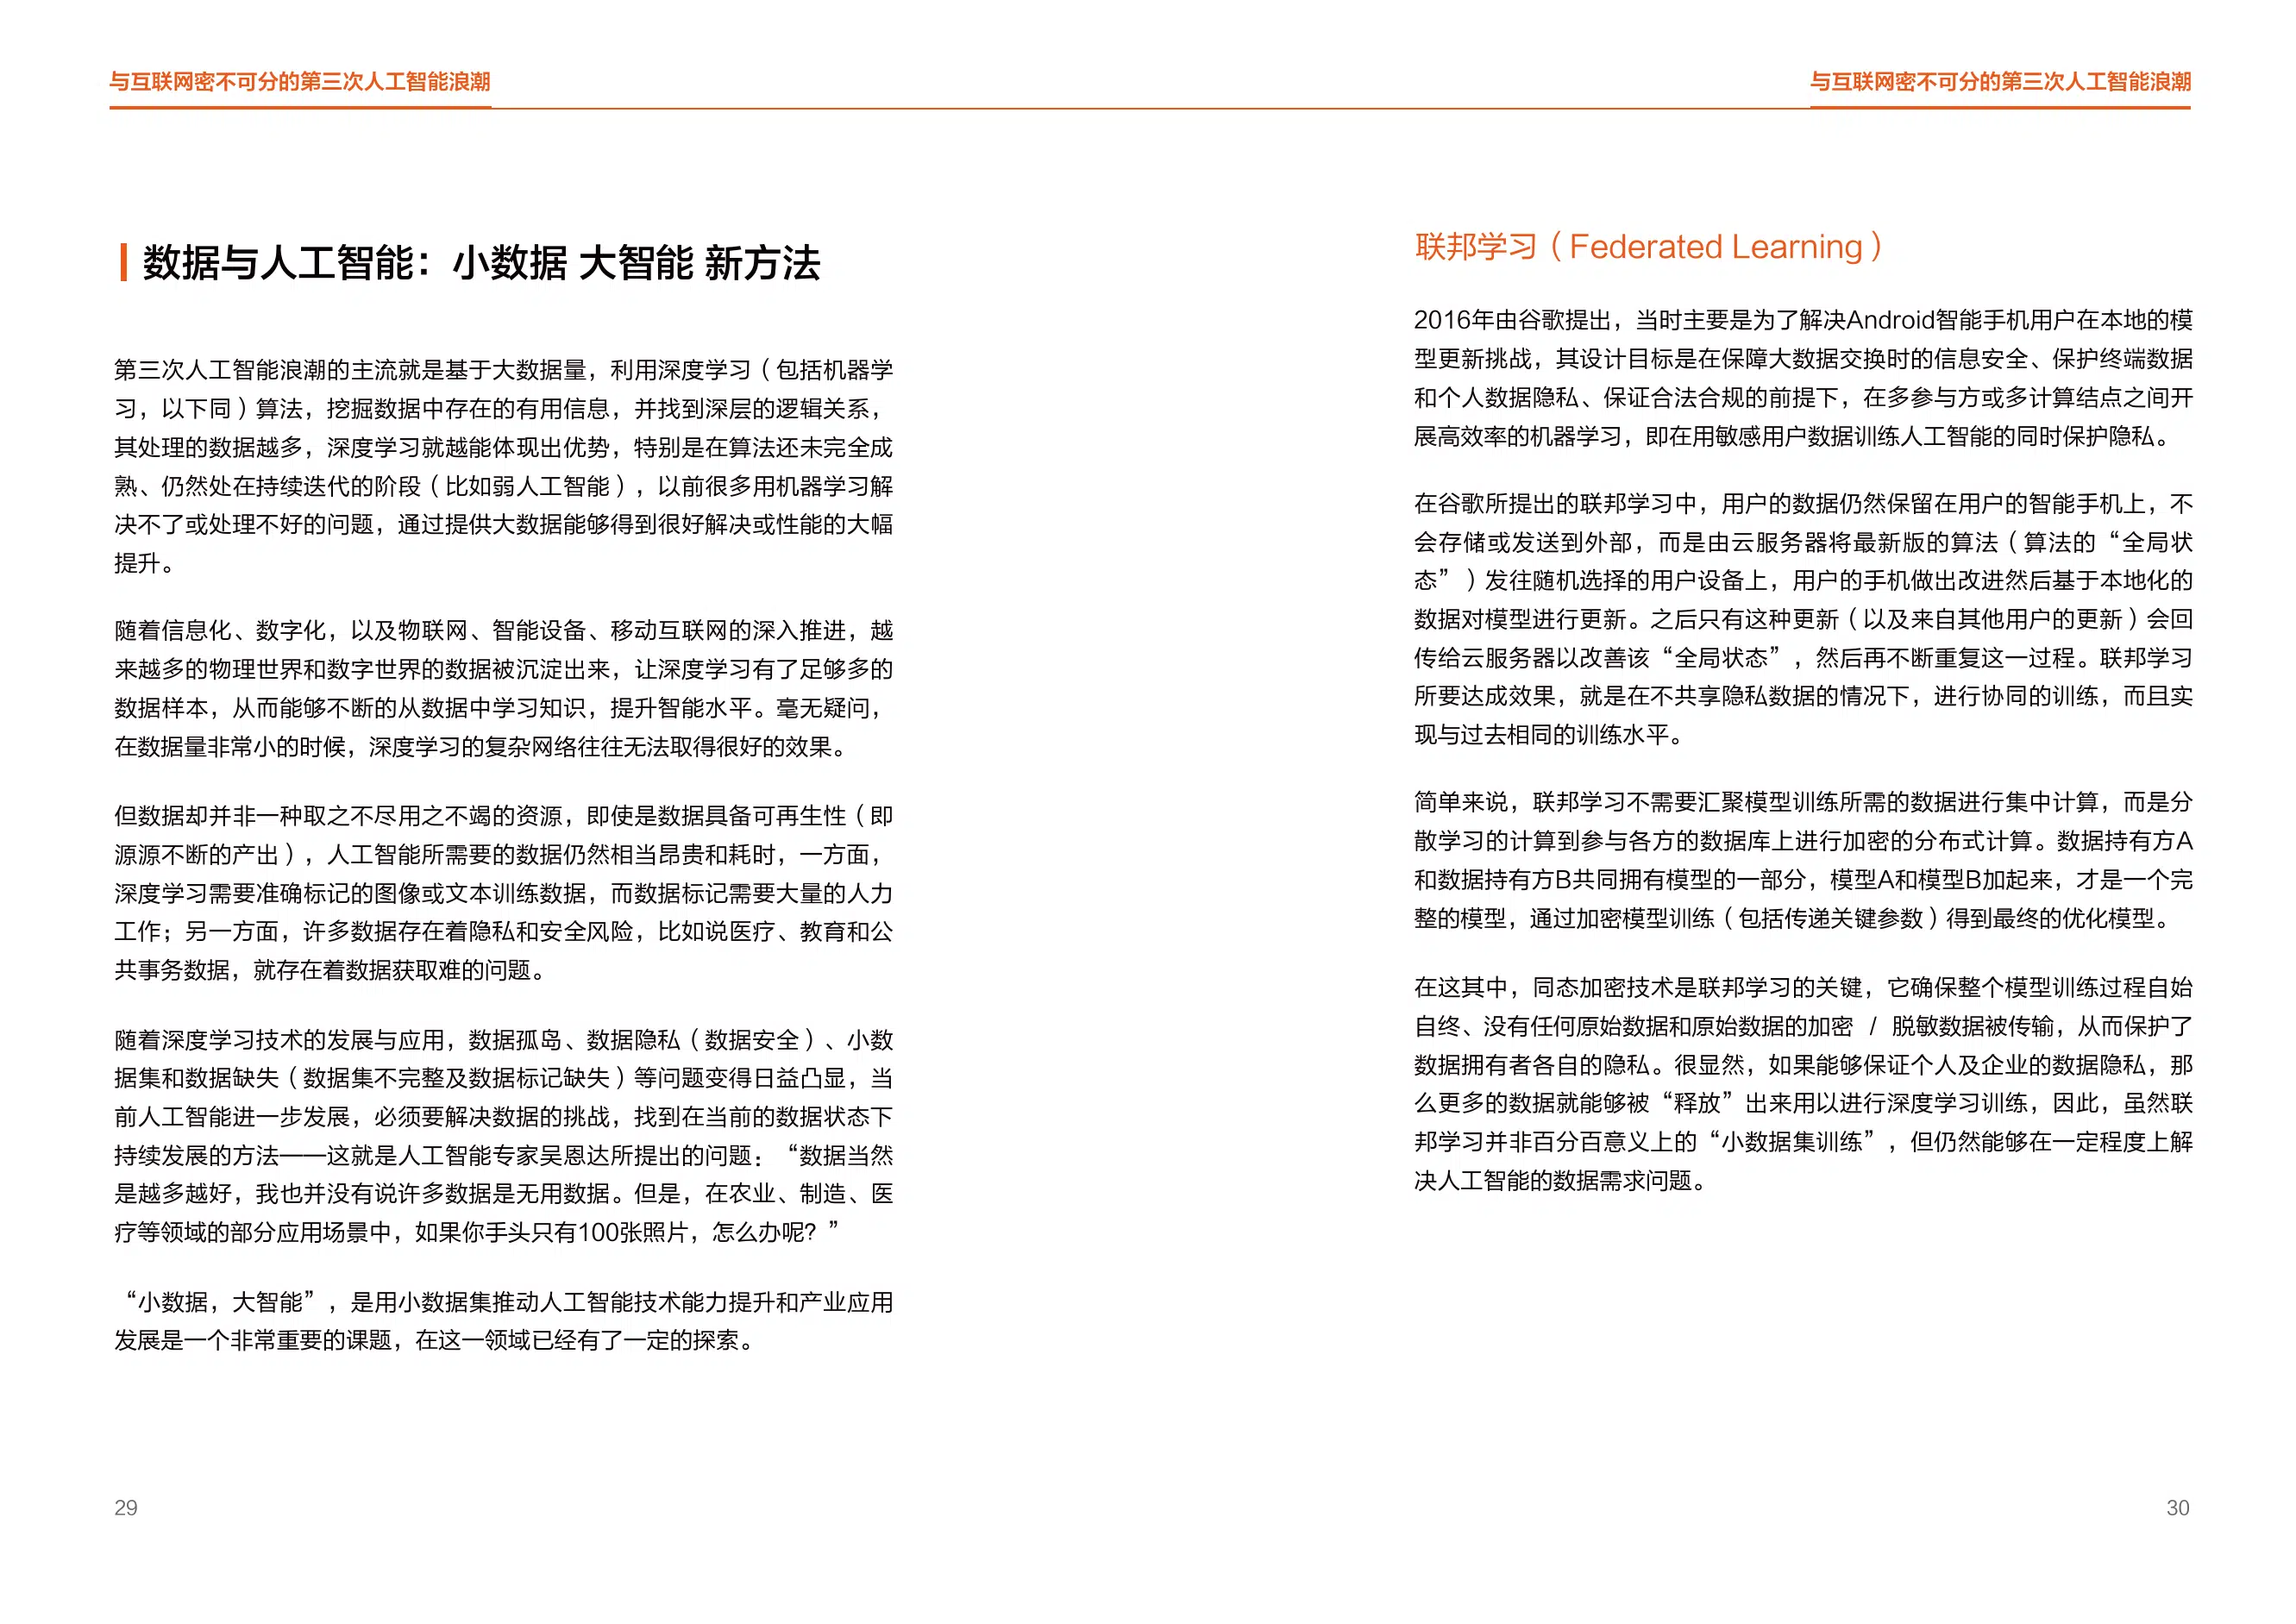 与互联网密不可分的第三次人工智能浪潮
数据与人工智能：小数据 大智能 新方法
第三次人工智能浪潮的主流就是基于大数据量，利用深度学习（包括机器学
习，以下同）算法，挖掘数据中存在的有用信息，并找到深层的逻辑关系，
其处理的数据越多，深度学习就越能体现出优势，特别是在算法还未完全成
熟、仍然处在持续迭代的阶段（比如弱人工智能），以前很多用机器学习解
决不了或处理不好的问题，通过提供大数据能够得到很好解决或性能的大幅
提升。
随着信息化、数字化，以及物联网、智能设备、移动互联网的深入推进，越
来越多的物理世界和数字世界的数据被沉淀出来，让深度学习有了足够多的
数据样本，从而能够不断的从数据中学习知识，提升智能水平。毫无疑问，
在数据量非常小的时候，深度学习的复杂网络往往无法取得很好的效果。
但数据却并非一种取之不尽用之不竭的资源，即使是数据具备可再生性（即
源源不断的产出），人工智能所需要的数据仍然相当昂贵和耗时，一方面，
深度学习需要准确标记的图像或文本训练数据，而数据标记需要大量的人力
工作；另一方面，许多数据存在着隐私和安全风险，比如说医疗、教育和公
共事务数据，就存在着数据获取难的问题。
随着深度学习技术的发展与应用，数据孤岛、数据隐私（数据安全）、小数
据集和数据缺失（数据集不完整及数据标记缺失）等问题变得日益凸显，当
前人工智能进一步发展，必须要解决数据的挑战，找到在当前的数据状态下
持续发展的方法——这就是人工智能专家吴恩达所提出的问题：“数据当然
是越多越好，我也并没有说许多数据是无用数据。但是，在农业、制造、医
疗等领域的部分应用场景中，如果你手头只有100张照片，怎么办呢？”
“小数据，大智能”，是用小数据集推动人工智能技术能力提升和产业应用
发展是一个非常重要的课题，在这一领域已经有了一定的探索。
29
与互联网密不可分的第三次人工智能浪潮
联邦学习（Federated Learning）
2016年由谷歌提出，当时主要是为了解决Android智能手机用户在本地的模
型更新挑战，其设计目标是在保障大数据交换时的信息安全、保护终端数据
和个人数据隐私、保证合法合规的前提下，在多参与方或多计算结点之间开
展高效率的机器学习，即在用敏感用户数据训练人工智能的同时保护隐私。
在谷歌所提出的联邦学习中，用户的数据仍然保留在用户的智能手机上，不
会存储或发送到外部，而是由云服务器将最新版的算法（算法的“全局状
态”）发往随机选择的用户设备上，用户的手机做出改进然后基于本地化的
数据对模型进行更新。之后只有这种更新（以及来自其他用户的更新）会回
传给云服务器以改善该“全局状态”，然后再不断重复这一过程。联邦学习
所要达成效果，就是在不共享隐私数据的情况下，进行协同的训练，而且实
现与过去相同的训练水平。
简单来说，联邦学习不需要汇聚模型训练所需的数据进行集中计算，而是分
散学习的计算到参与各方的数据库上进行加密的分布式计算。数据持有方A
和数据持有方B共同拥有模型的一部分，模型A和模型B加起来，才是一个完
整的模型，通过加密模型训练（包括传递关键参数）得到最终的优化模型。
在这其中，同态加密技术是联邦学习的关键，它确保整个模型训练过程自始
自终、没有任何原始数据和原始数据的加密 / 脱敏数据被传输，从而保护了
数据拥有者各自的隐私。很显然，如果能够保证个人及企业的数据隐私，那
么更多的数据就能够被“释放”出来用以进行深度学习训练，因此，虽然联
邦学习并非百分百意义上的“小数据集训练”，但仍然能够在一定程度上解
决人工智能的数据需求问题。
30